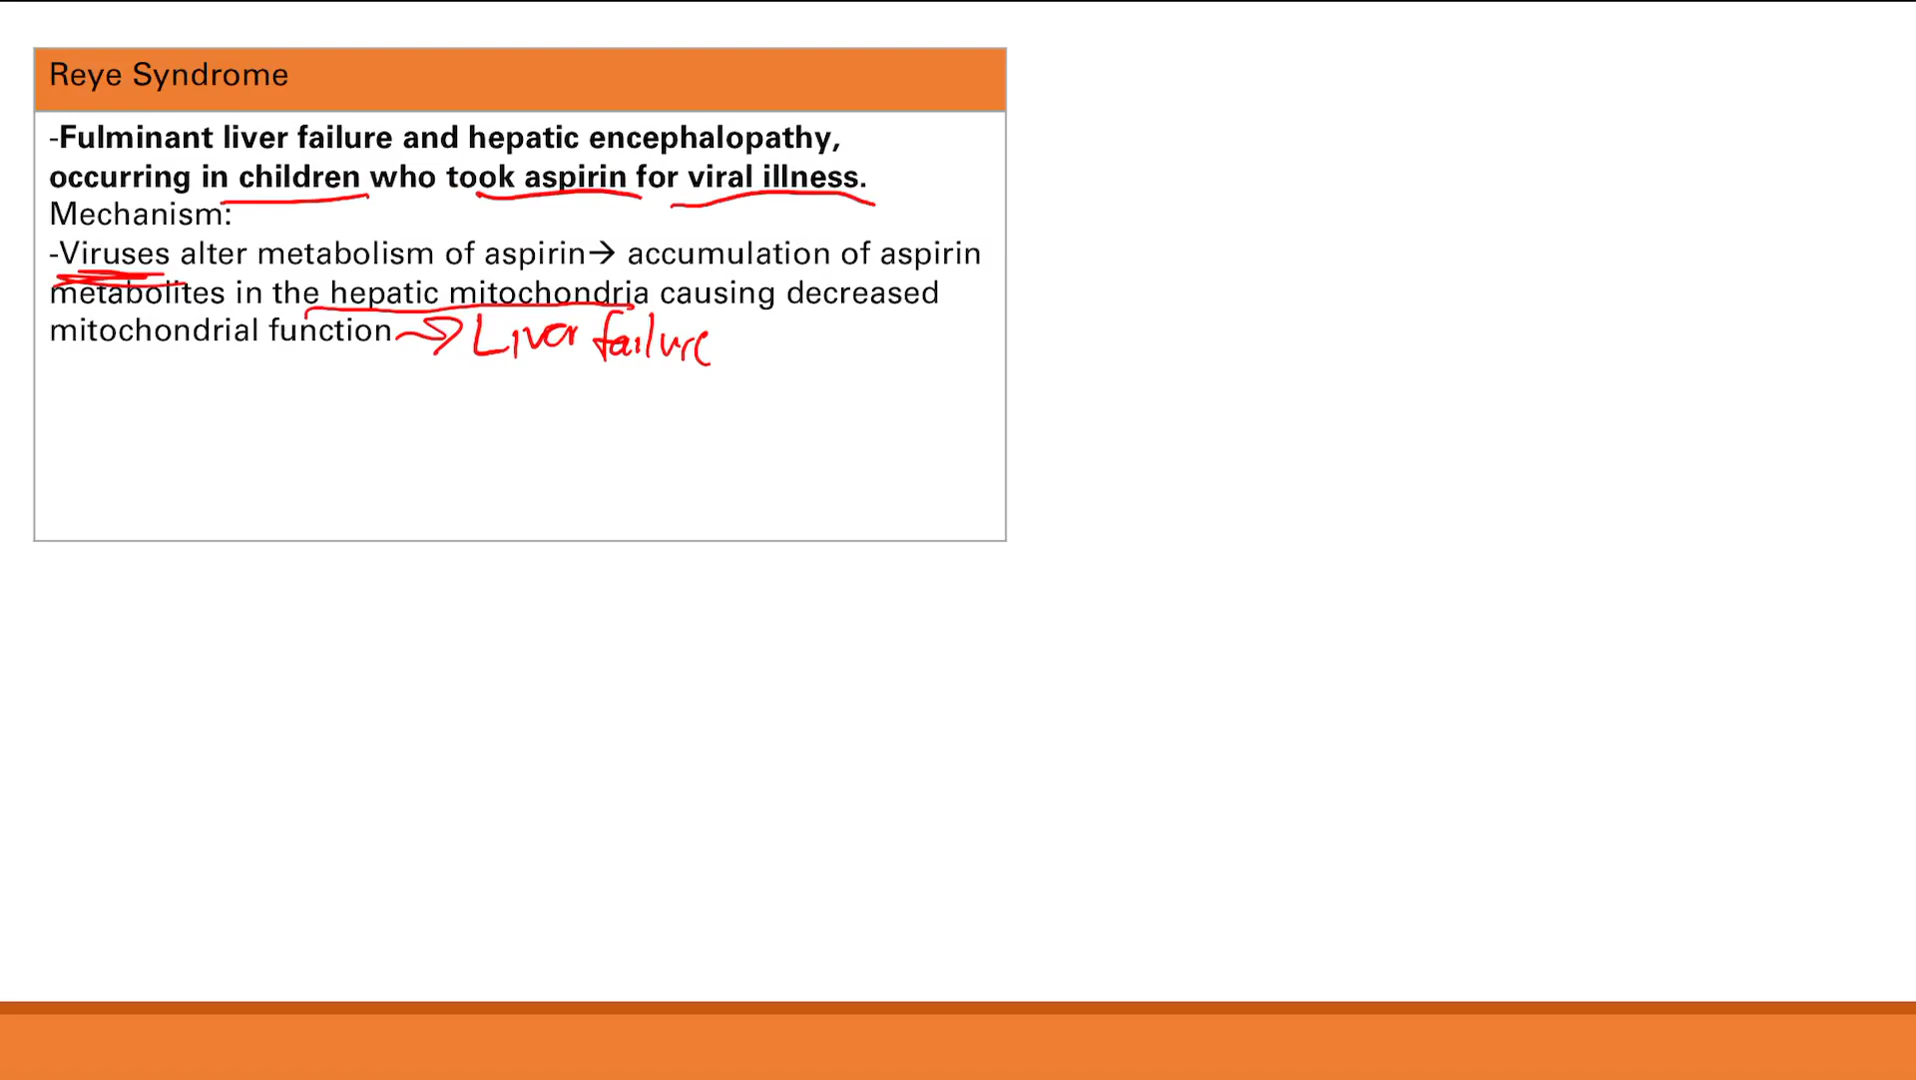 Reye Syndrome
-Fulminant liver failure and hepatic encephalopathy,
occurring in children who took aspirin for viral illness.
Mechanism:
-Viruses alter metabolism of aspirin→ accumulation of aspirin
metabolites in the hepatic mitochondria causing decreased
mitochondrial function → Liver failure